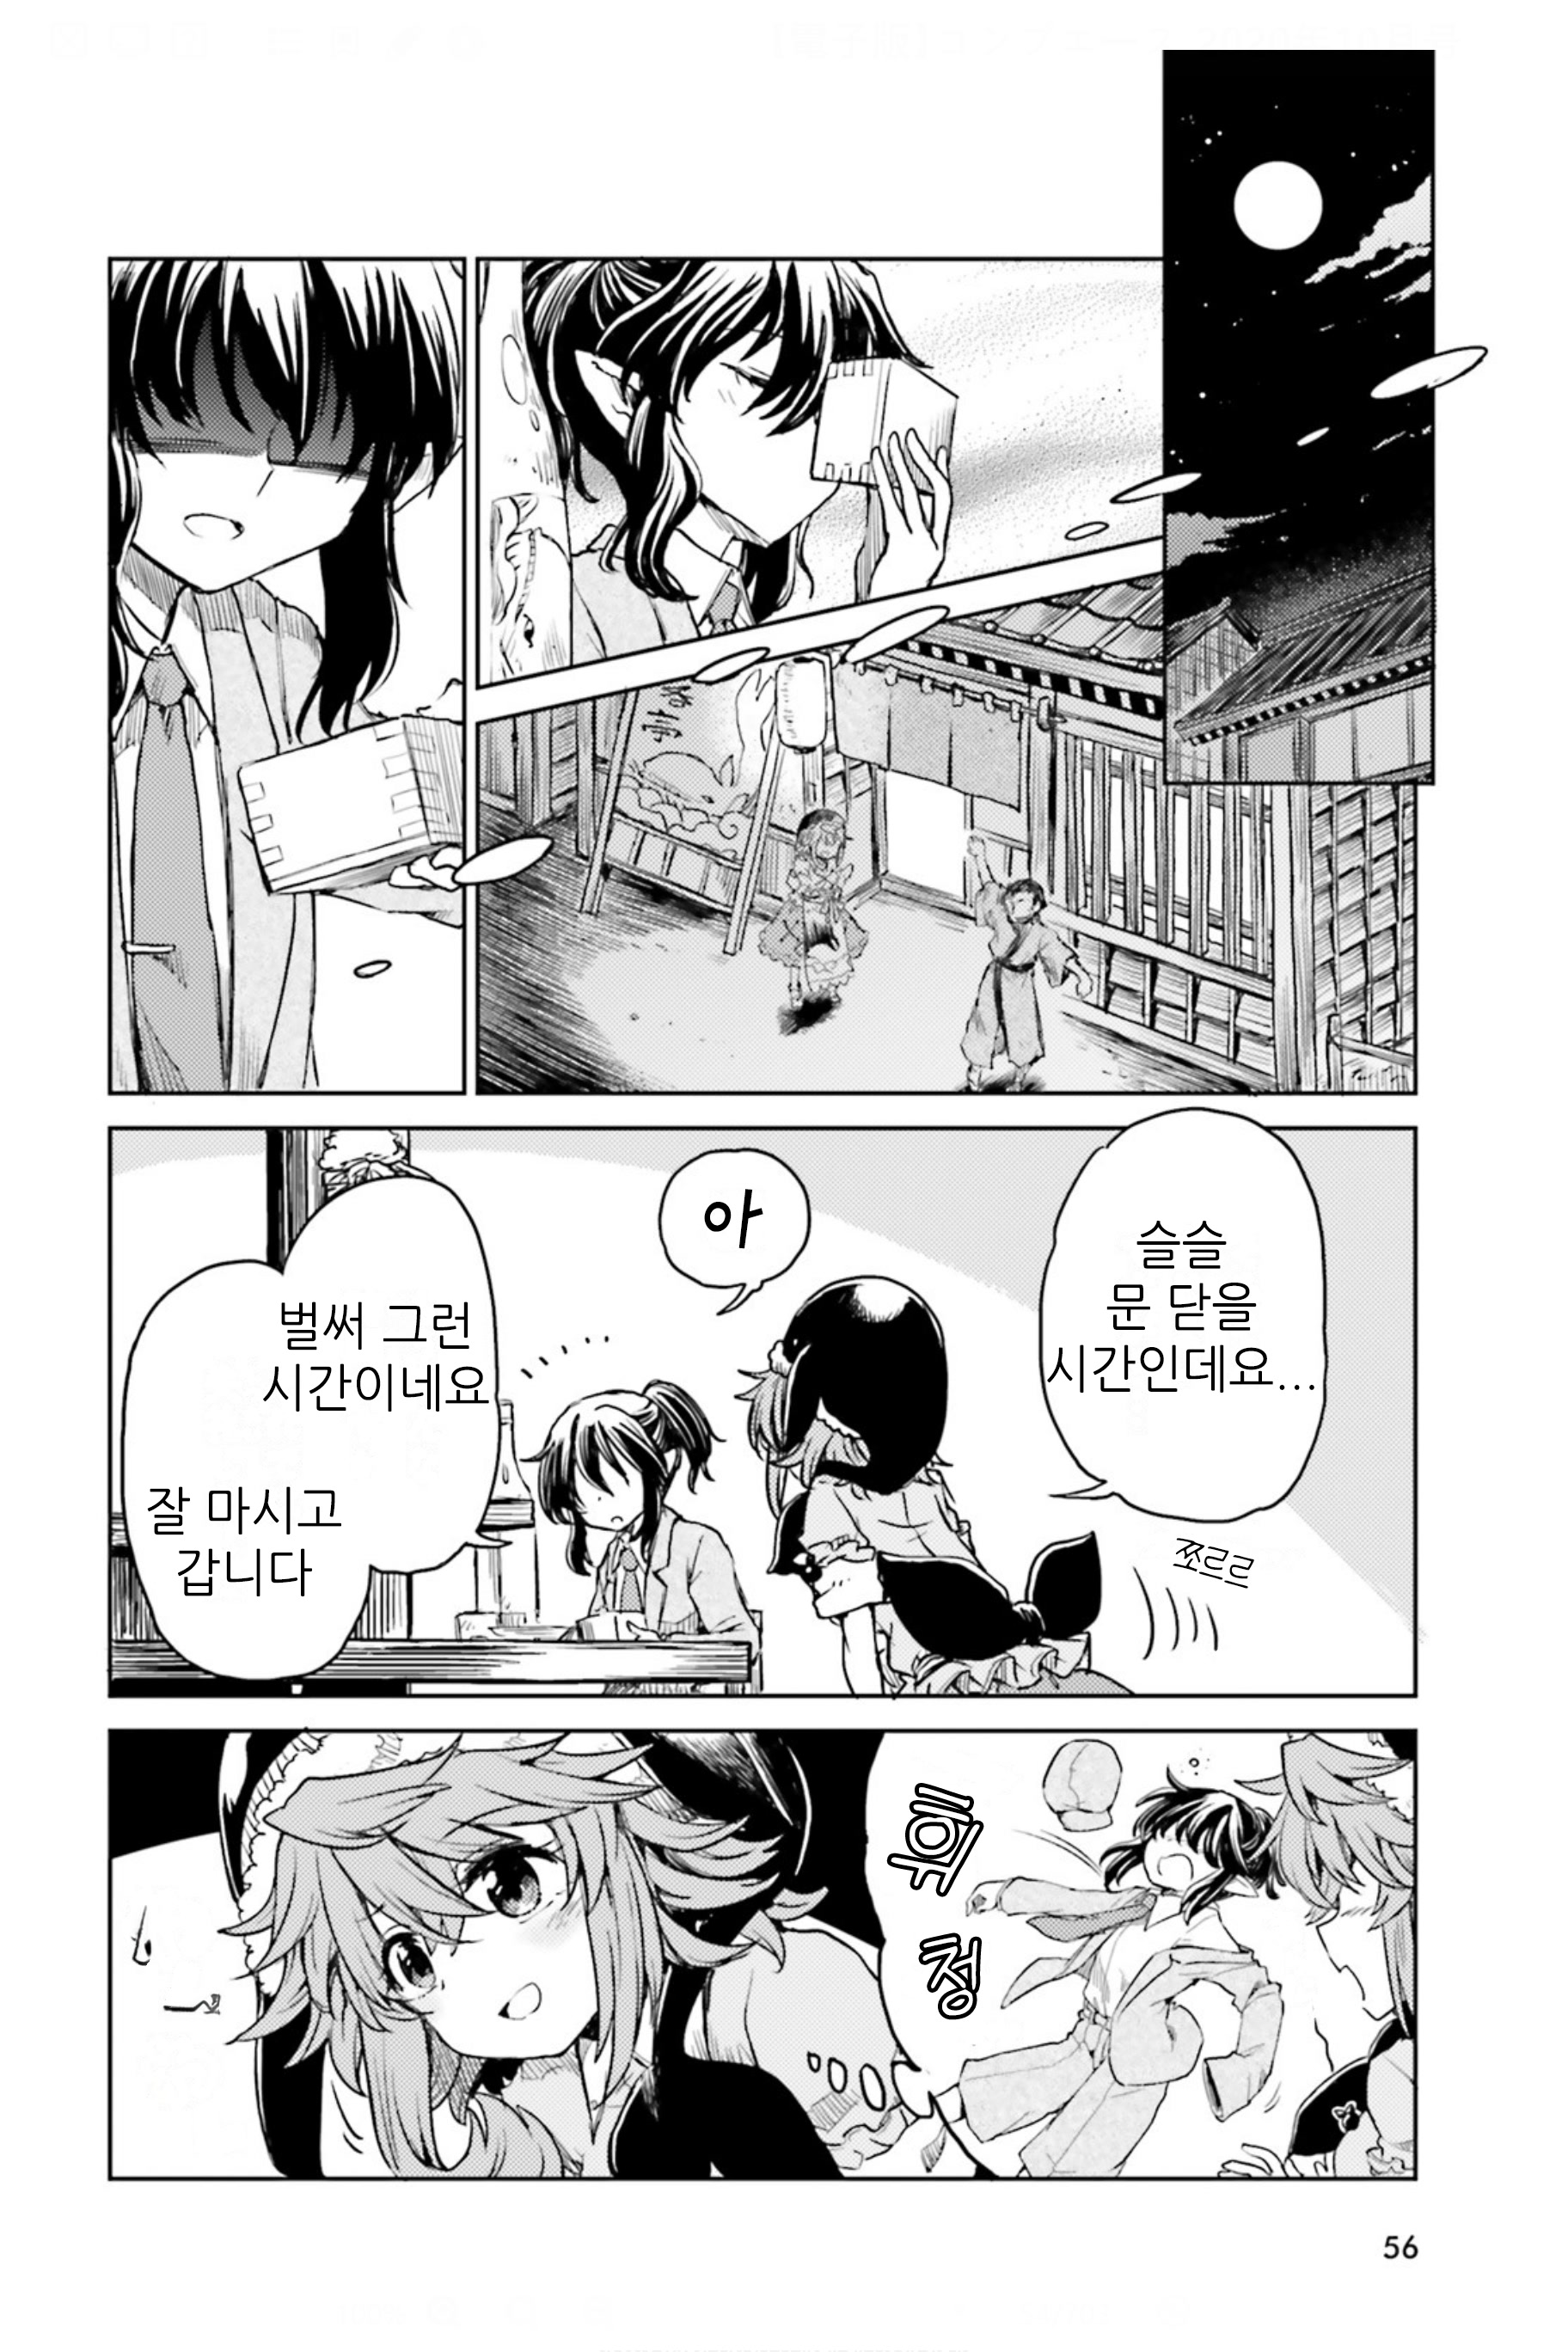 슬슬
문 닫을
시간인데요...
쪼르르
아
벌써 그런
시간이네요
잘 마시고
갑니다
휘
청
56